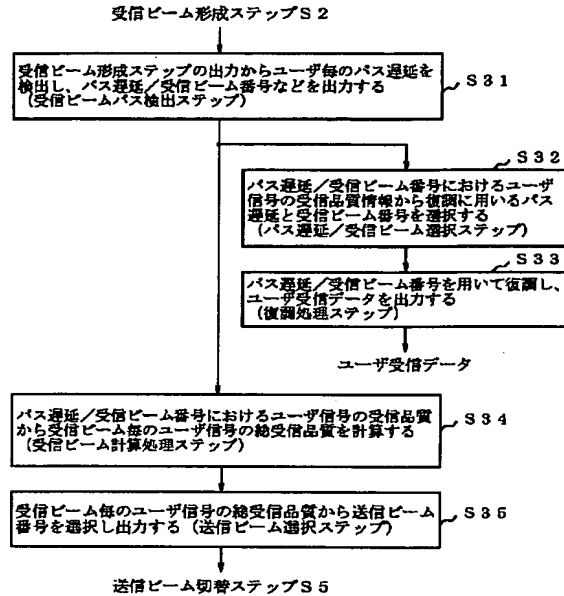 受信ビーム形成ステップＳ２
受信ビーム形成ステップの出力からユーザ毎のパス遅延を
検出し、パス遅延／受信ビーム番号などを出力する
（受信ビームパス検出ステップ）
Ｓ３１
Ｓ３２
パス遅延／受信ビーム番号におけるユーザ
信号の受信品質情報から復調に用いるパス
遅延と受信ビーム番号を選択する
（パス遅延／受信ビーム選択ステップ）
Ｓ３３
パス遅延／受信ビーム番号を用いて復調し、
ユーザ受信データを出力する
（復調処理ステップ）
ユーザ受信データ
パス遅延／受信ビーム番号におけるユーザ信号の受信品質
から受信ビーム毎のユーザ信号の総受信品質を計算する
（受信ビーム計算処理ステップ）
Ｓ３４
受信ビーム毎のユーザ信号の総受信品質から送信ビーム
番号を選択し出力する（送信ビーム選択ステップ）
Ｓ３５
送信ビーム切替ステップＳ５